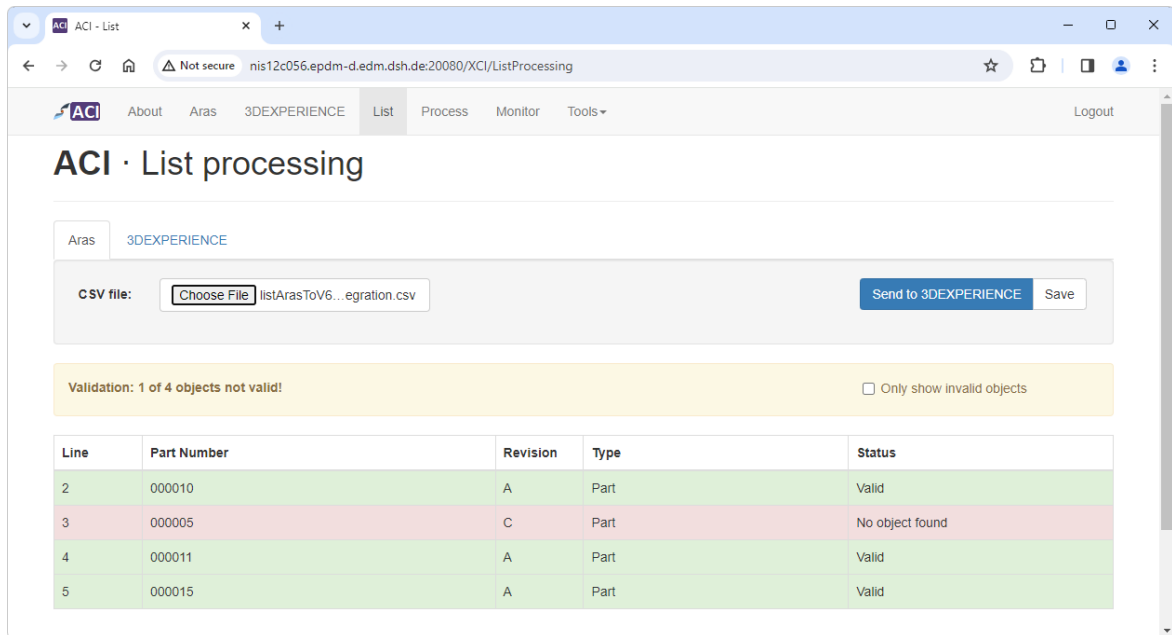 ACI ACI - List
Not secure nis12c056.epdm-d.edm.dsh.de:20080/XCI/ListProcessing
ACI About Aras 3DEXPERIENCE List Process Monitor Tools Logout
ACI · List processing
Aras 3DEXPERIENCE
CSV file: Choose File listArasToV6...egration.csv Send to 3DEXPERIENCE Save
Validation: 1 of 4 objects not valid! Only show invalid objects
Line Part Number Revision Type Status
2 000010 A Part Valid
3 000005 C Part No object found
4 000011 A Part Valid
5 000015 A Part Valid